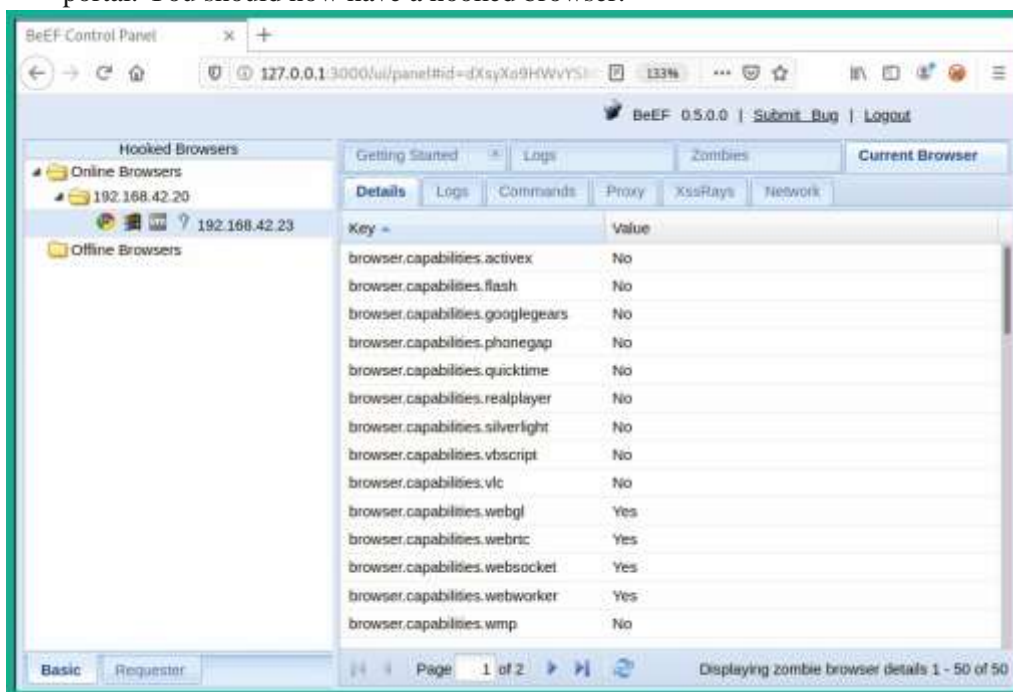 portal. You should now have a hooked browser.
BeEF Control Panel × +
127.0.0.1:3000/ui/panel#id=dXsyXo9HWvYS 133% ...
BeEF 0.5.0.0 | Submit Bug | Logout
Hooked Browsers
Online Browsers
192.168.42.20
? 192.168.42.23
Offline Browsers
Basic Requester
Getting Started Logs Zombies Current Browser
Details Logs Commands Proxy XssRays Network
Key Value
browser.capabilities.activex No
browser.capabilities.flash No
browser.capabilities.googlegears No
browser.capabilities.phonegap No
browser.capabilities.quicktime No
browser.capabilities.realplayer No
browser.capabilities.silverlight No
browser.capabilities.vbscript No
browser.capabilities.vlc No
browser.capabilities.webgl Yes
browser.capabilities.webrtc Yes
browser.capabilities.websocket Yes
browser.capabilities.webworker Yes
browser.capabilities.wmp No
Page 1 of 2 Displaying zombie browser details 1 - 50 of 50